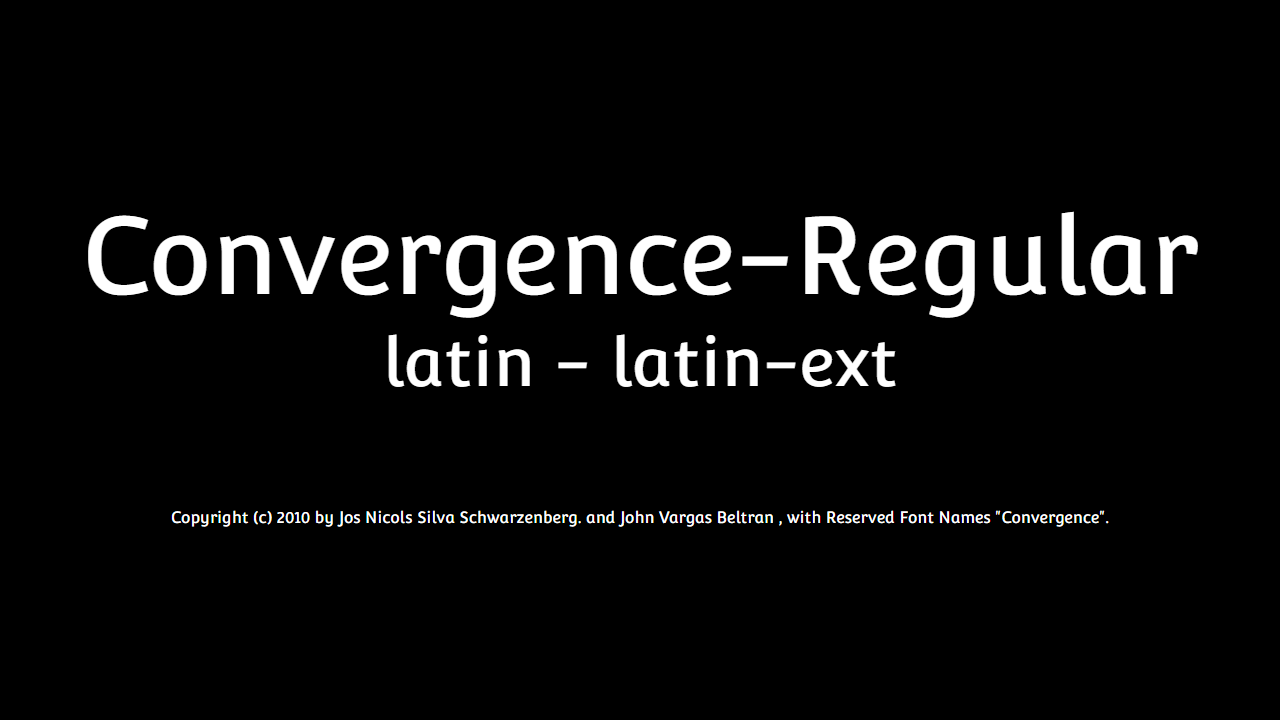 Convergence-Regular
latin - latin-ext
Copyright (c) 2010 by Jos Nicols Silva Schwarzenberg. and John Vargas Beltran , with Reserved Font Names "Convergence".